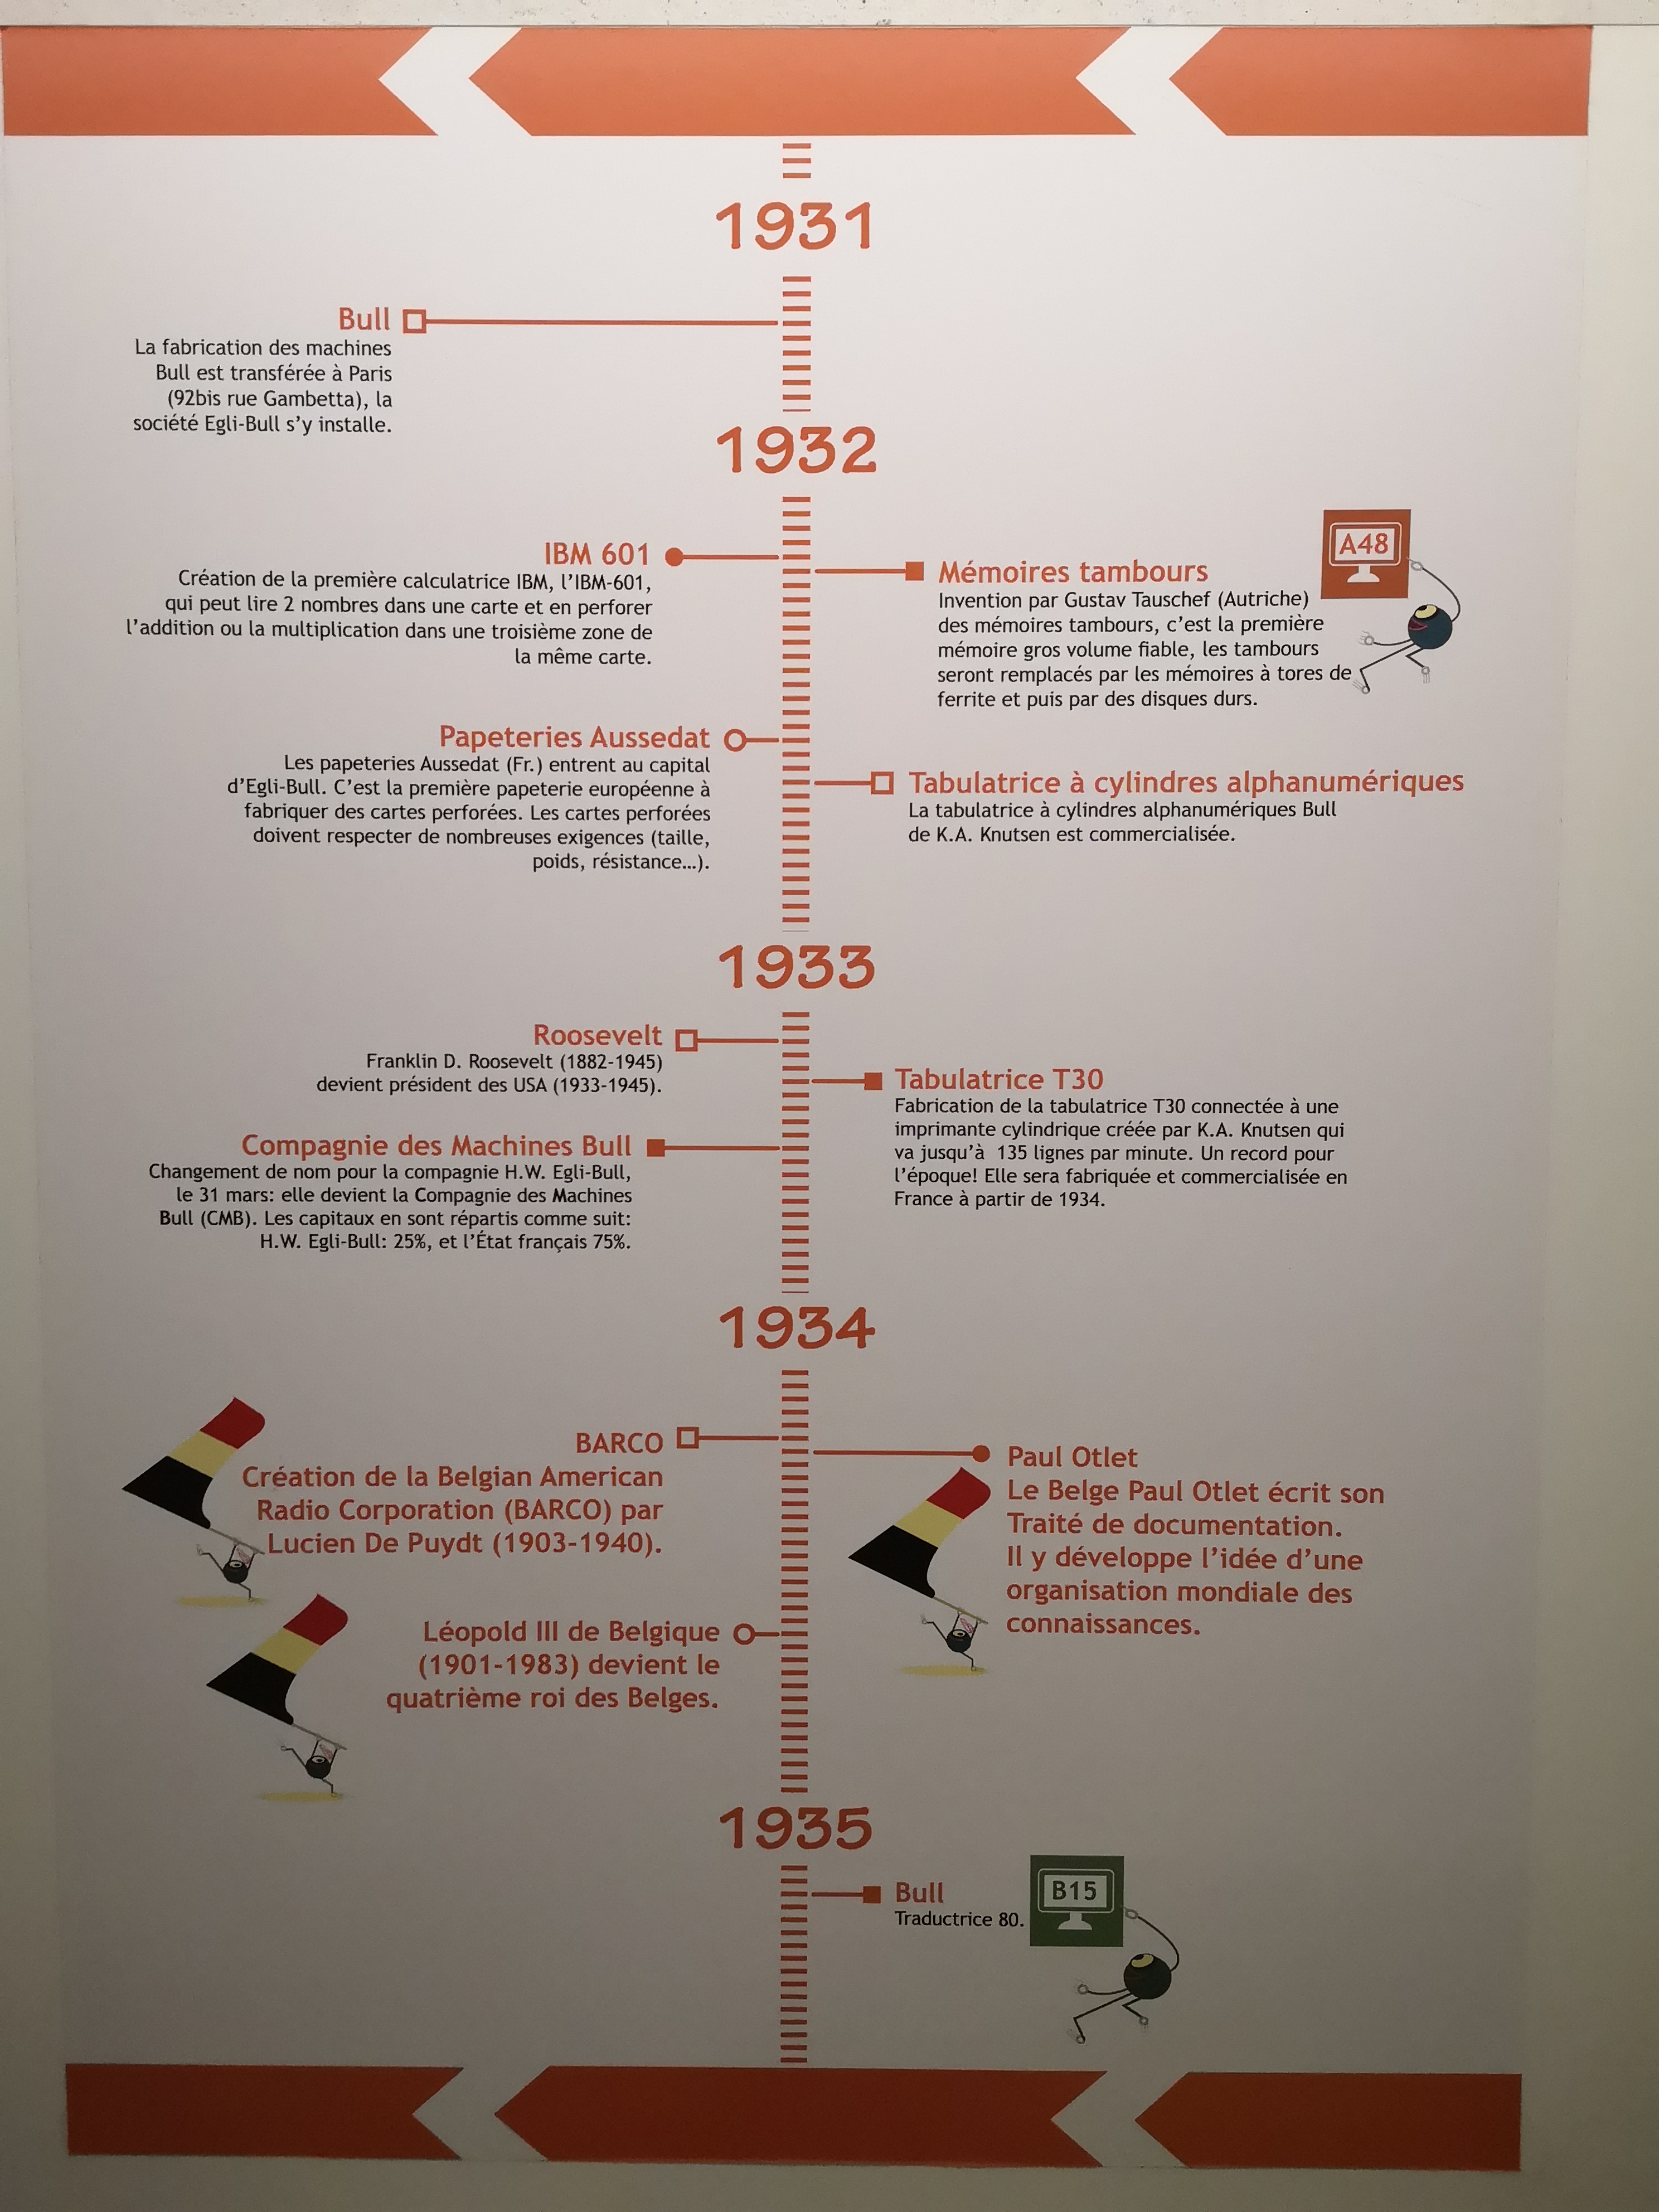 1931
Bull
La fabrication des machines
Bull est transférée à Paris
(92bis rue Gambetta), la
société Egli-Bull s'y installe.
1932
IBM 601
Création de la première calculatrice IBM, l'IBM-601,
qui peut lire 2 nombres dans une carte et en perforer
l'addition ou la multiplication dans une troisième zone de
la même carte.
A48
Mémoires tambours
Invention par Gustav Tauschef (Autriche)
des mémoires tambours, c'est la première
mémoire gros volume fiable, les tambours
seront remplacés par les mémoires à tores de
ferrite et puis par des disques durs.
Papeteries Aussedat
Les papeteries Aussedat (Fr.) entrent au capital
d'Egli-Bull. C'est la première papeterie européenne à
fabriquer des cartes perforées. Les cartes perforées
doivent respecter de nombreuses exigences (taille,
poids, résistance...).
Tabulatrice à cylindres alphanumériques
La tabulatrice à cylindres alphanumériques Bull
de K.A. Knutsen est commercialisée.
1933
Roosevelt
Franklin D. Roosevelt (1882-1945)
devient président des USA (1933-1945).
Tabulatrice T30
Fabrication de la tabulatrice T30 connectée à une
imprimante cylindrique créée par K.A. Knutsen qui
va jusqu'à 135 lignes par minute. Un record pour
l'époque! Elle sera fabriquée et commercialisée en
France à partir de 1934.
Compagnie des Machines Bull
Changement de nom pour la compagnie H.W. Egli-Bull,
le 31 mars: elle devient la Compagnie des Machines
Bull (CMB). Les capitaux en sont répartis comme suit:
H.W. Egli-Bull: 25%, et l'État français 75%.
1934
BARCO
Création de la Belgian American
Radio Corporation (BARCO) par
Lucien De Puydt (1903-1940).
Paul Otlet
Le Belge Paul Otlet écrit son
Traité de documentation.
Il y développe l'idée d'une
organisation mondiale des
connaissances.
Léopold III de Belgique
(1901-1983) devient le
quatrième roi des Belges.
1935
Bull
Traductrice 80.
B15